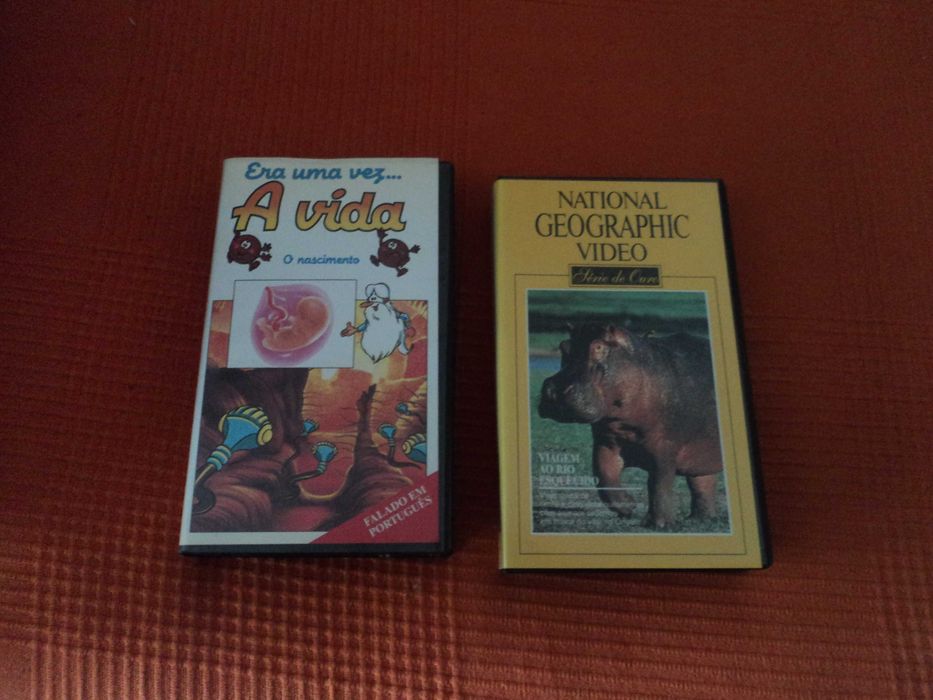 Era uma vez...
A vida
O nascimento
FALADO EM
PORTUGUÊS
NATIONAL
GEOGRAPHIC
VIDEO
Série de Ouro
VIAGEM
AO RIO
ESQUECIDO